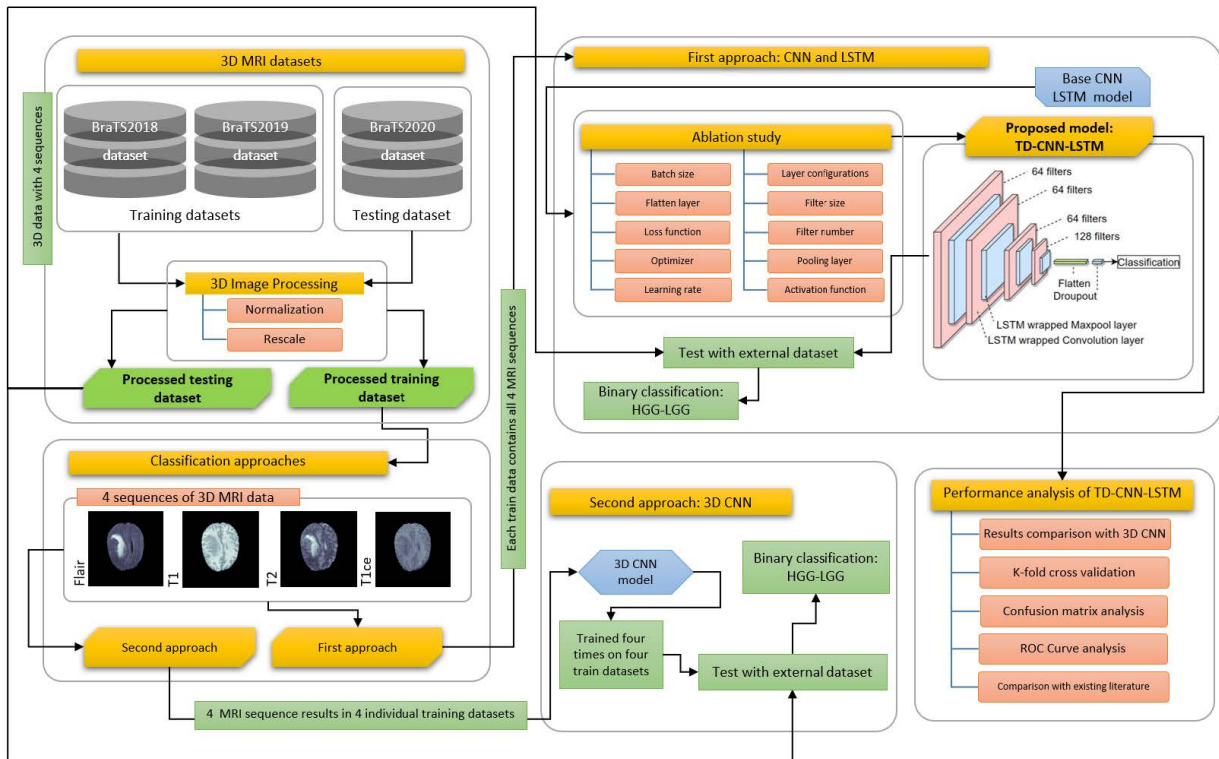 3D MRI datasets
BraTS2018
dataset
BraTS2019
dataset
BraTS2020
dataset
Training datasets
Testing dataset
3D data with 4 sequences
3D Image Processing
Normalization
Rescale
Processed testing
dataset
Processed training
dataset
Classification approaches
4 sequences of 3D MRI data
Flair
T1
T2
T1ce
Second approach
First approach
4 MRI sequence results in 4 individual training datasets
Each train data contains all 4 MRI sequences
First approach: CNN and LSTM
Base CNN
LSTM model
Ablation study
Batch size
Flatten layer
Loss function
Optimizer
Learning rate
Layer configurations
Filter size
Filter number
Pooling layer
Activation function
Proposed model:
TD-CNN-LSTM
64 filters
64 filters
64 filters
128 filters
Classification
Flatten
Droupout
LSTM wrapped Maxpool layer
LSTM wrapped Convolution layer
Test with external dataset
Binary classification:
HGG-LGG
Second approach: 3D CNN
3D CNN
model
Trained four
times on four
train datasets
Binary classification:
HGG-LGG
Test with external dataset
Performance analysis of TD-CNN-LSTM
Results comparison with 3D CNN
K-fold cross validation
Confusion matrix analysis
ROC Curve analysis
Comparison with existing literature